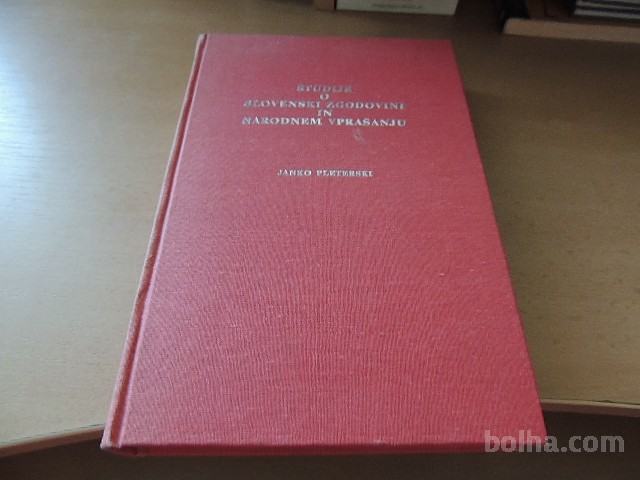 ŠTUDIJE
O
SLOVENSKI ZGODOVINI
IN
NARODNEM VPRAŠANJU
JANKO PLETERSKI
bolha.com